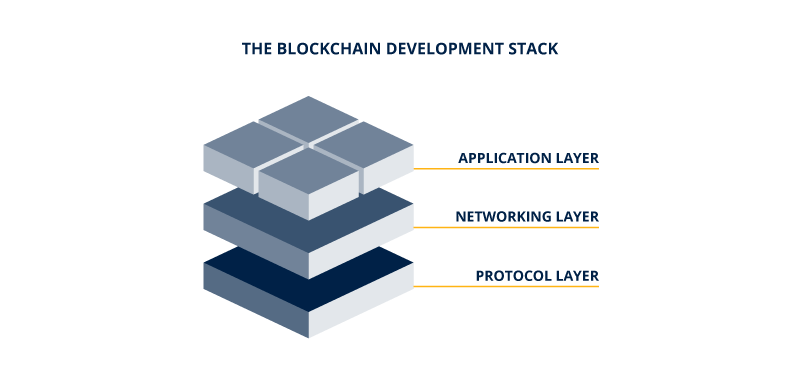 THE BLOCKCHAIN DEVELOPMENT STACK
APPLICATION LAYER
NETWORKING LAYER
PROTOCOL LAYER